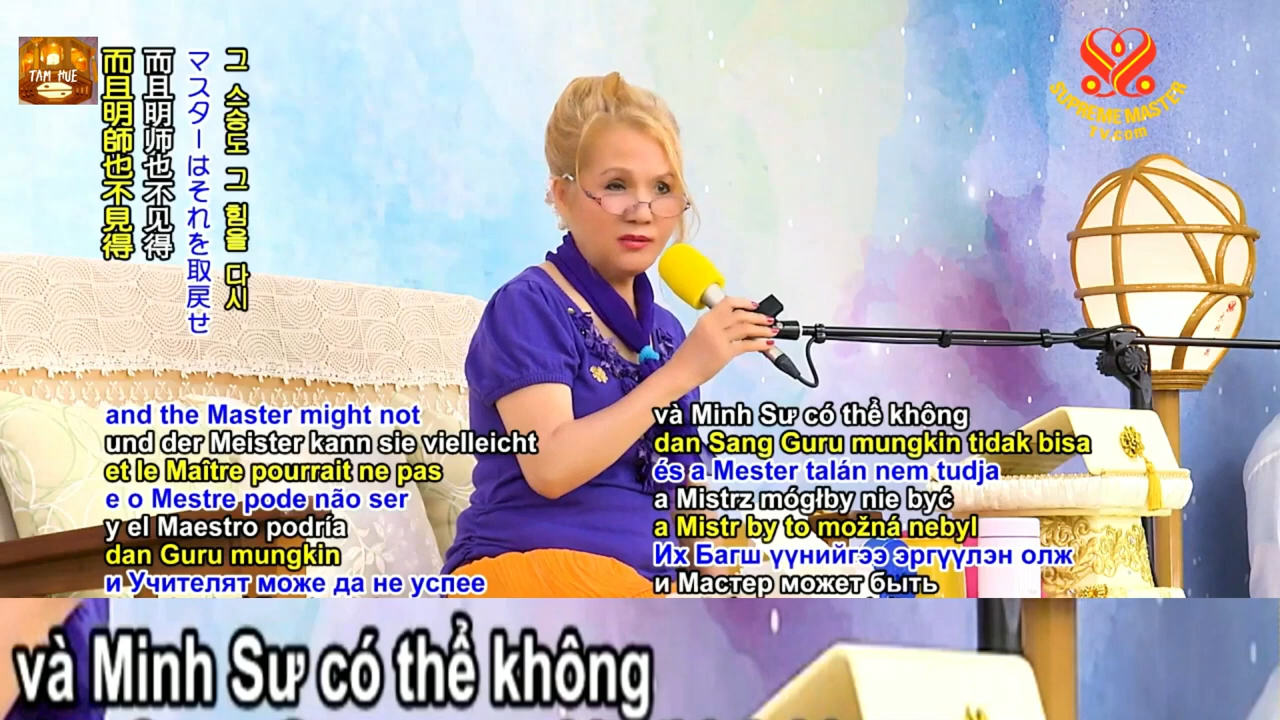 TAM HUE
그 스승도 그 힘을 다시
マスターはそれを取戻せ
而且明师也不见得
而且明師也不見得
SUPREME MASTER
TV.com
and the Master might not
und der Meister kann sie vielleicht
et le Maître pourrait ne pas
e o Mestre pode não ser
y el Maestro podría
dan Guru mungkin
и Учителят може да не успее
và Minh Sư có thể không
dan Sang Guru mungkin tidak bisa
és a Mester talán nem tudja
a Mistrz mógłby nie być
a Mistr by to možná nebyl
Их Багш үүнийгээ эргүүлэн олж
и Мастер может быть
và Minh Sư có thể không